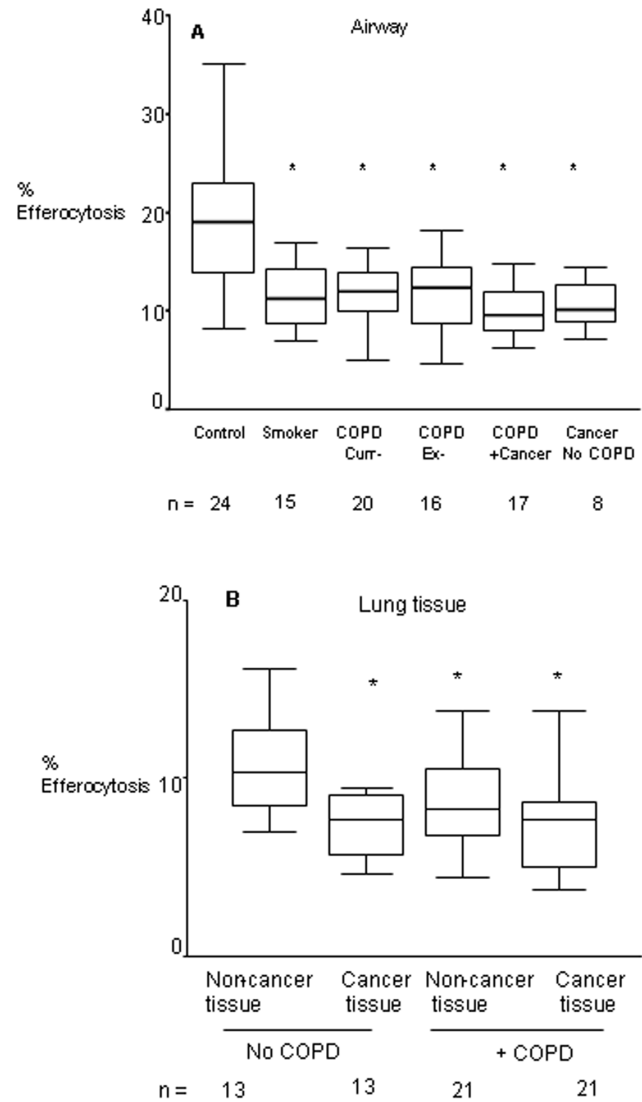 A Airway
40
30
20
10
0
%
Efferocytosis
* * * * *
Control Smoker COPD COPD COPD Cancer
Curr- Ex- +Cancer No COPD
n = 24 15 20 16 17 8
B Lung tissue
20
10
0
%
Efferocytosis
* * *
Non-cancer Cancer Non-cancer Cancer
tissue tissue tissue tissue
No COPD + COPD
n = 13 13 21 21